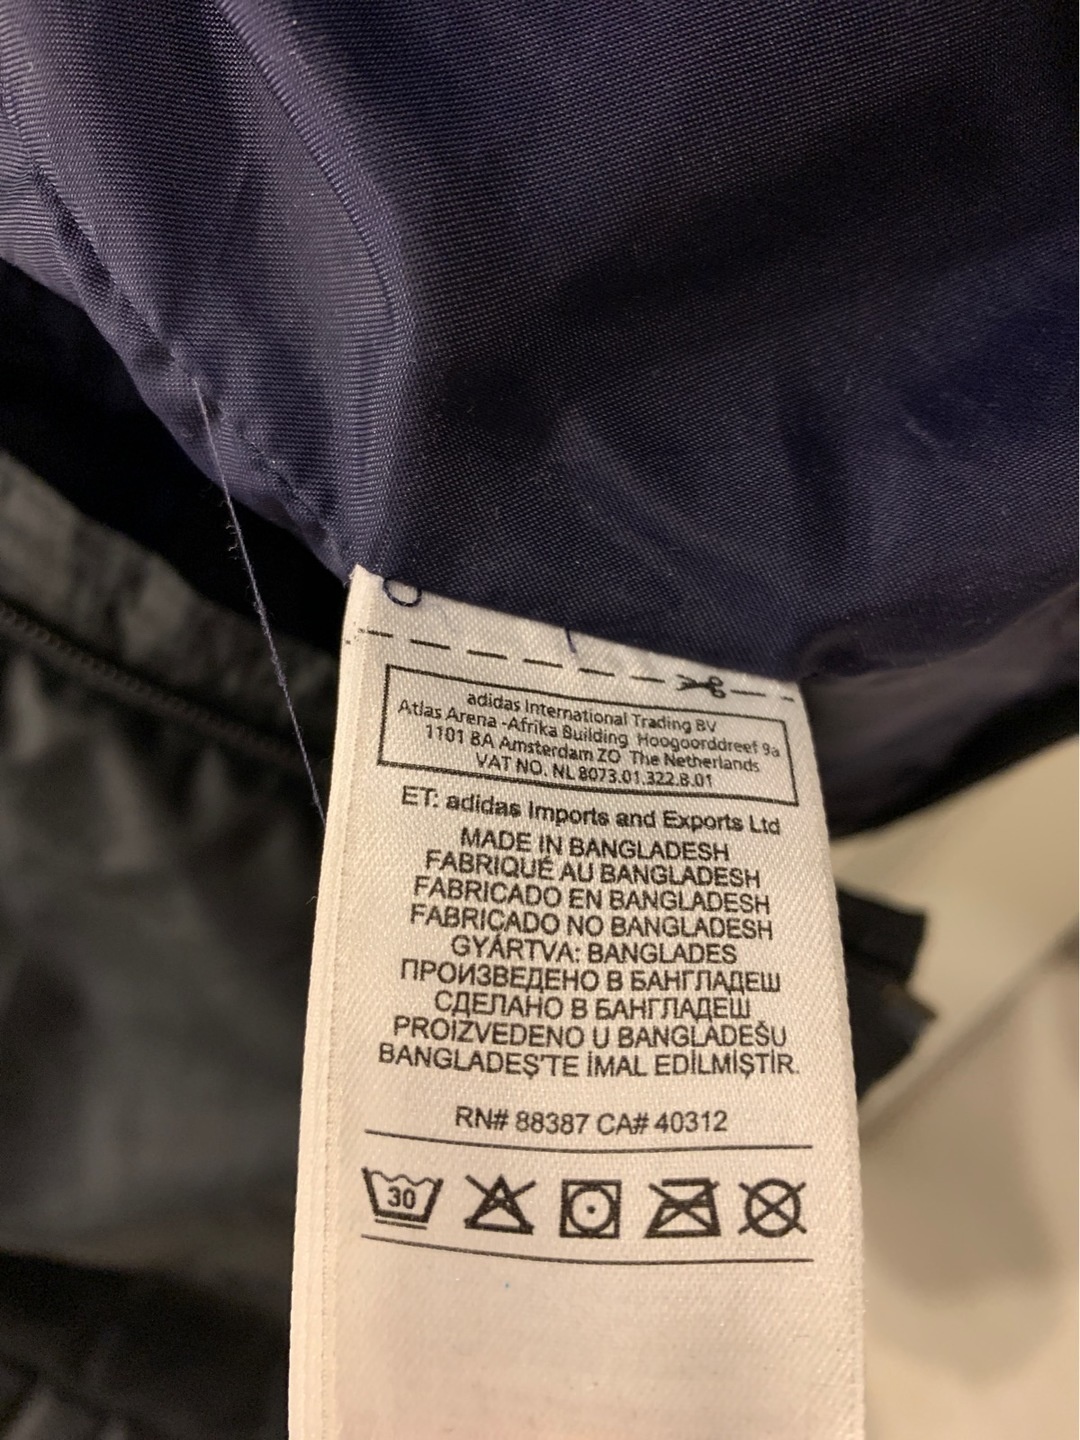 adidas International Trading BV
Atlas Arena -Afrika Building Hoogoorddreef 9a
1101 BA Amsterdam ZO The Netherlands
VAT NO. NL 8073.01.322.B.01
ET: adidas Imports and Exports Ltd
MADE IN BANGLADESH
FABRIQUÉ AU BANGLADESH
FABRICADO EN BANGLADESH
FABRICADO NO BANGLADESH
GYÁRTVA: BANGLADES
ПРОИЗВЕДЕНО В БАНГЛАДЕШ
СДЕЛАНО В БАНГЛАДЕШ
PROIZVEDENO U BANGLADEŠU
BANGLADEŞ'TE İMAL EDİLMİŞTİR.
RN# 88387 CA# 40312
30